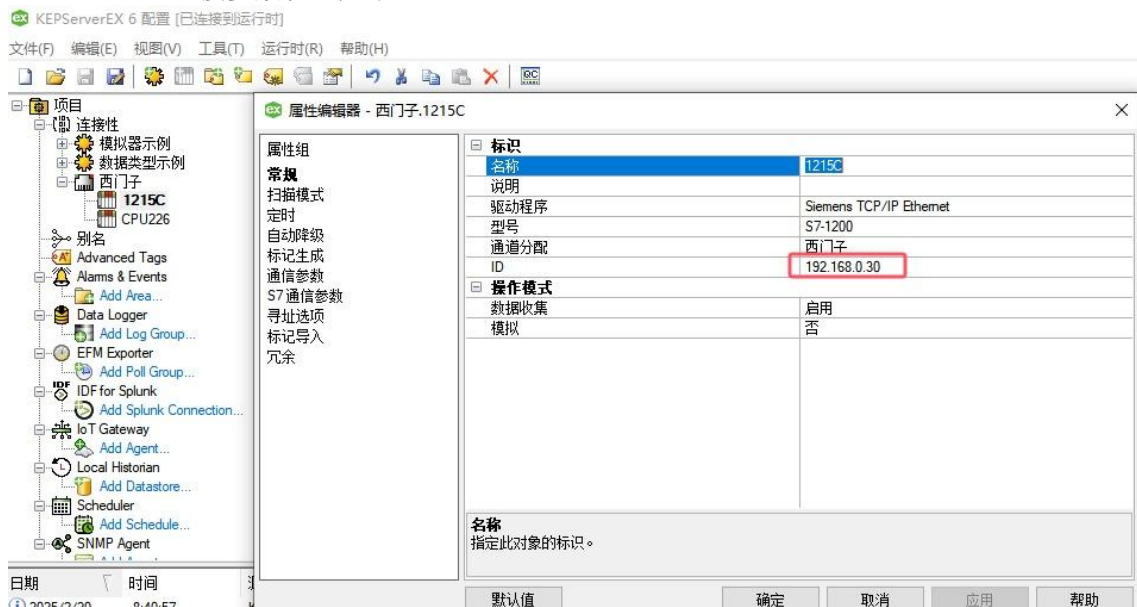 KEPServerEX 6 配置 [已连接到运行时]
文件(F) 编辑(E) 视图(V) 工具(T) 运行时(R) 帮助(H)
QC
项目
连接性
模拟器示例
数据类型示例
西门子
1215C
CPU226
别名
Advanced Tags
Alarms & Events
Add Area...
Data Logger
Add Log Group...
EFM Exporter
Add Poll Group...
IDF for Splunk
Add Splunk Connection...
IoT Gateway
Add Agent...
Local Historian
Add Datastore...
Scheduler
Add Schedule...
SNMP Agent
日期 时间
2025/2/20 8:40:57
属性编辑器 - 西门子.1215C
属性组
常规
扫描模式
定时
自动降级
标记生成
通信参数
S7 通信参数
寻址选项
标记导入
冗余
标识
名称 1215C
说明
驱动程序 Siemens TCP/IP Ethernet
型号 S7-1200
通道分配 西门子
ID 192.168.0.30
操作模式
数据收集 启用
模拟 否
名称
指定此对象的标识。
默认值 确定 取消 应用 帮助